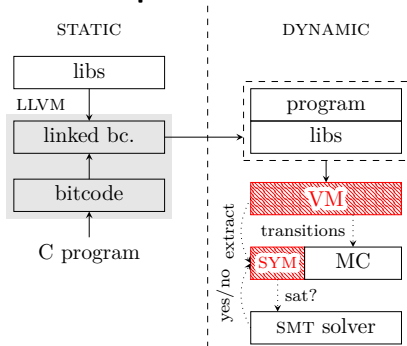 STATIC
DYNAMIC
libs
LLVM
linked bc.
bitcode
C program
program
libs
VM
extract
transitions
SYM
MC
yes/no
sat?
SMT solver